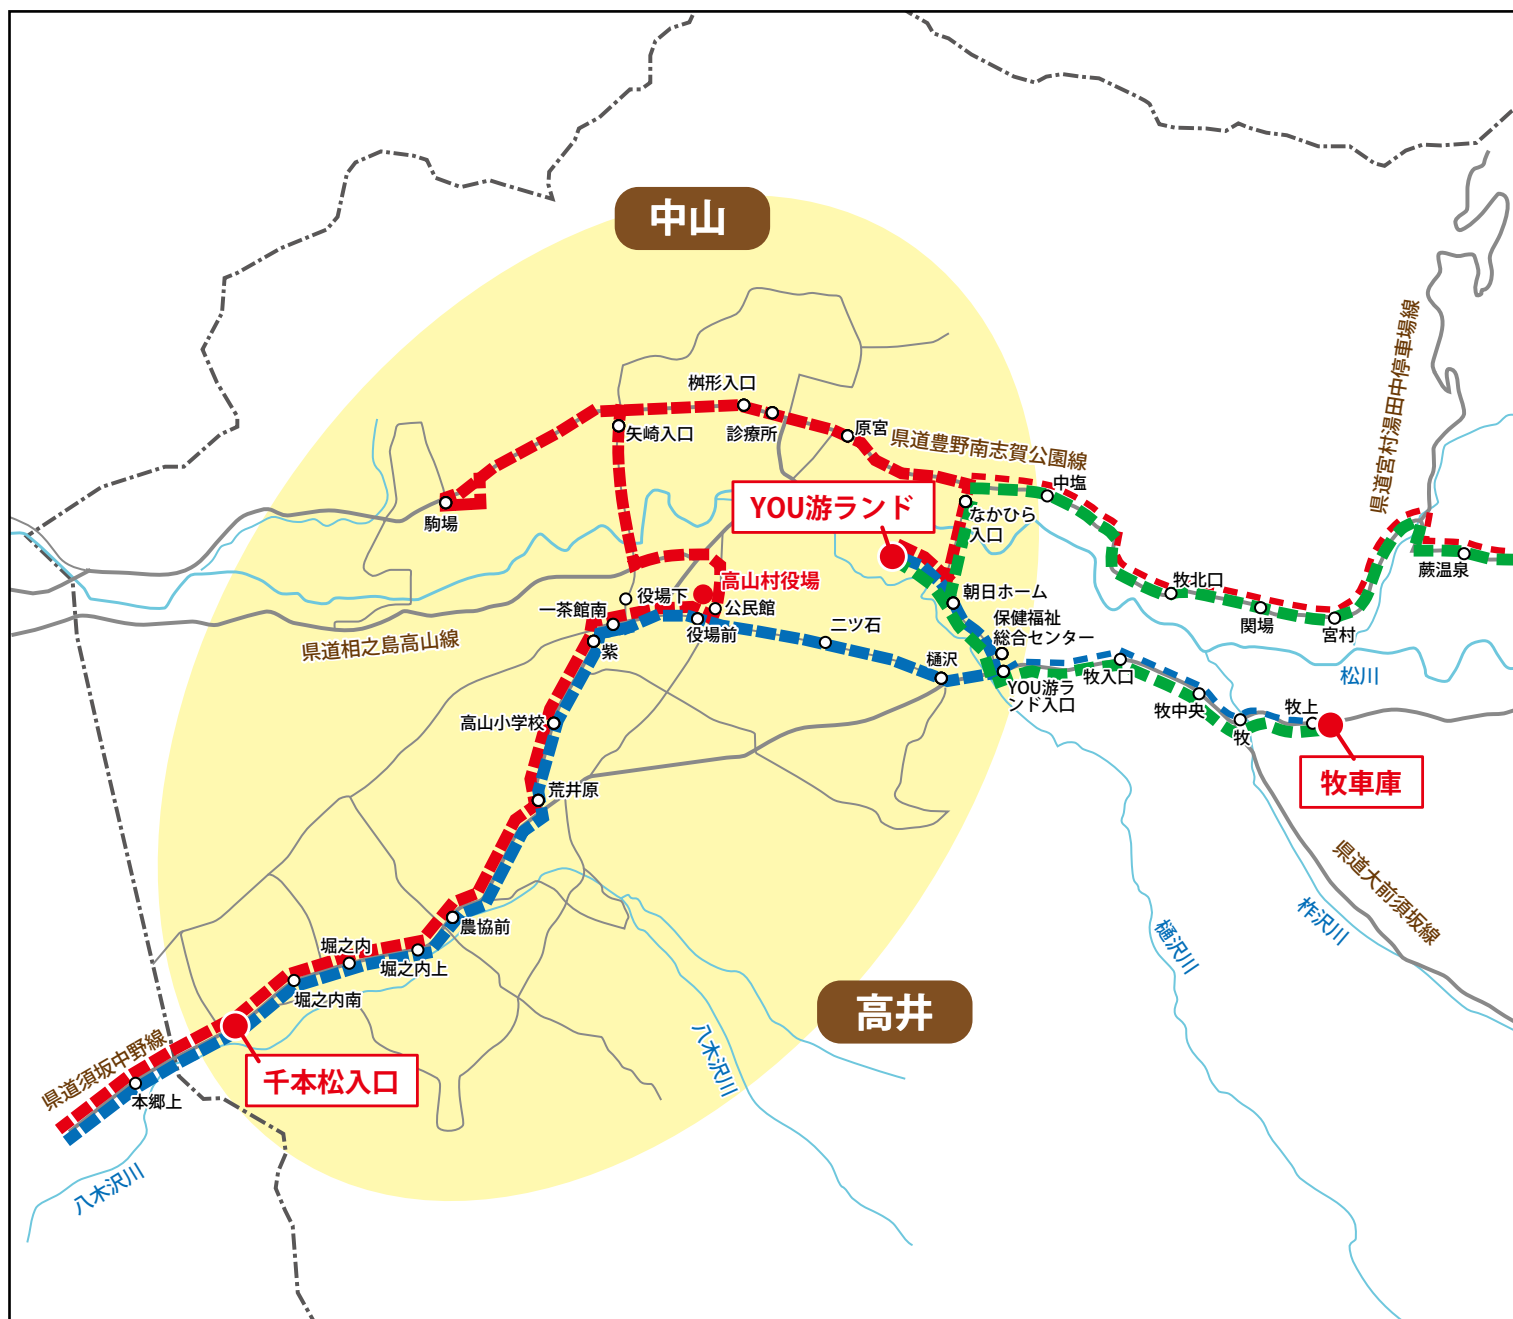 中山
県道宮村湯田中停車場線
桝形入口
矢崎入口
診療所
原宮
県道豊野南志賀公園線
駒場
YOU游ランド
中塩
なかひら
入口
蕨温泉
牧北口
関場
宮村
高山村役場
役場下
公民館
一茶館南
役場前
紫
二ツ石
朝日ホーム
保健福祉
総合センター
樋沢
YOU游ラ
ンド入口
牧入口
松川
県道相之島高山線
牧中央
牧
牧上
牧車庫
高山小学校
荒井原
県道大前須坂線
柞沢川
樋沢川
農協前
堀之内
堀之内上
堀之内南
高井
八木沢川
県道須坂中野線
千本松入口
本郷上
八木沢川